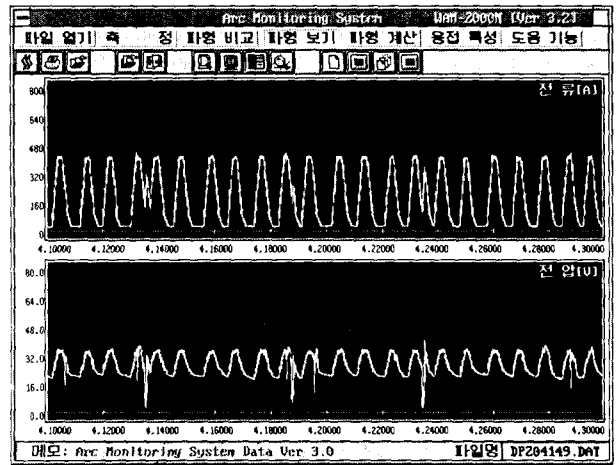 Arc Monitoring System WAM-2000M (Ver 3.2)
파일 열기 측 정 파형 비교 파형 보기 파형 계산 용접 특성 도움 기능
전 류[A]
800
640
480
320
160
0
4.10000 4.12000 4.14000 4.16000 4.18000 4.20000 4.22000 4.24000 4.26000 4.28000 4.30000
전 압[V]
80.0
64.0
48.0
32.0
16.0
0.0
4.10000 4.12000 4.14000 4.16000 4.18000 4.20000 4.22000 4.24000 4.26000 4.28000 4.30000
메모: Arc Monitoring System Data Ver 3.0 파일명 DP204149.DAT